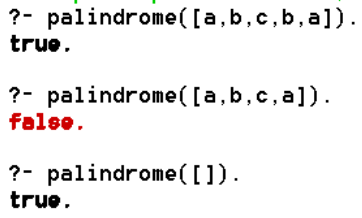 ?- palindrome([a,b,c,b,a]).
true.
?- palindrome([a,b,c,a]).
false.
?- palindrome([]).
true.